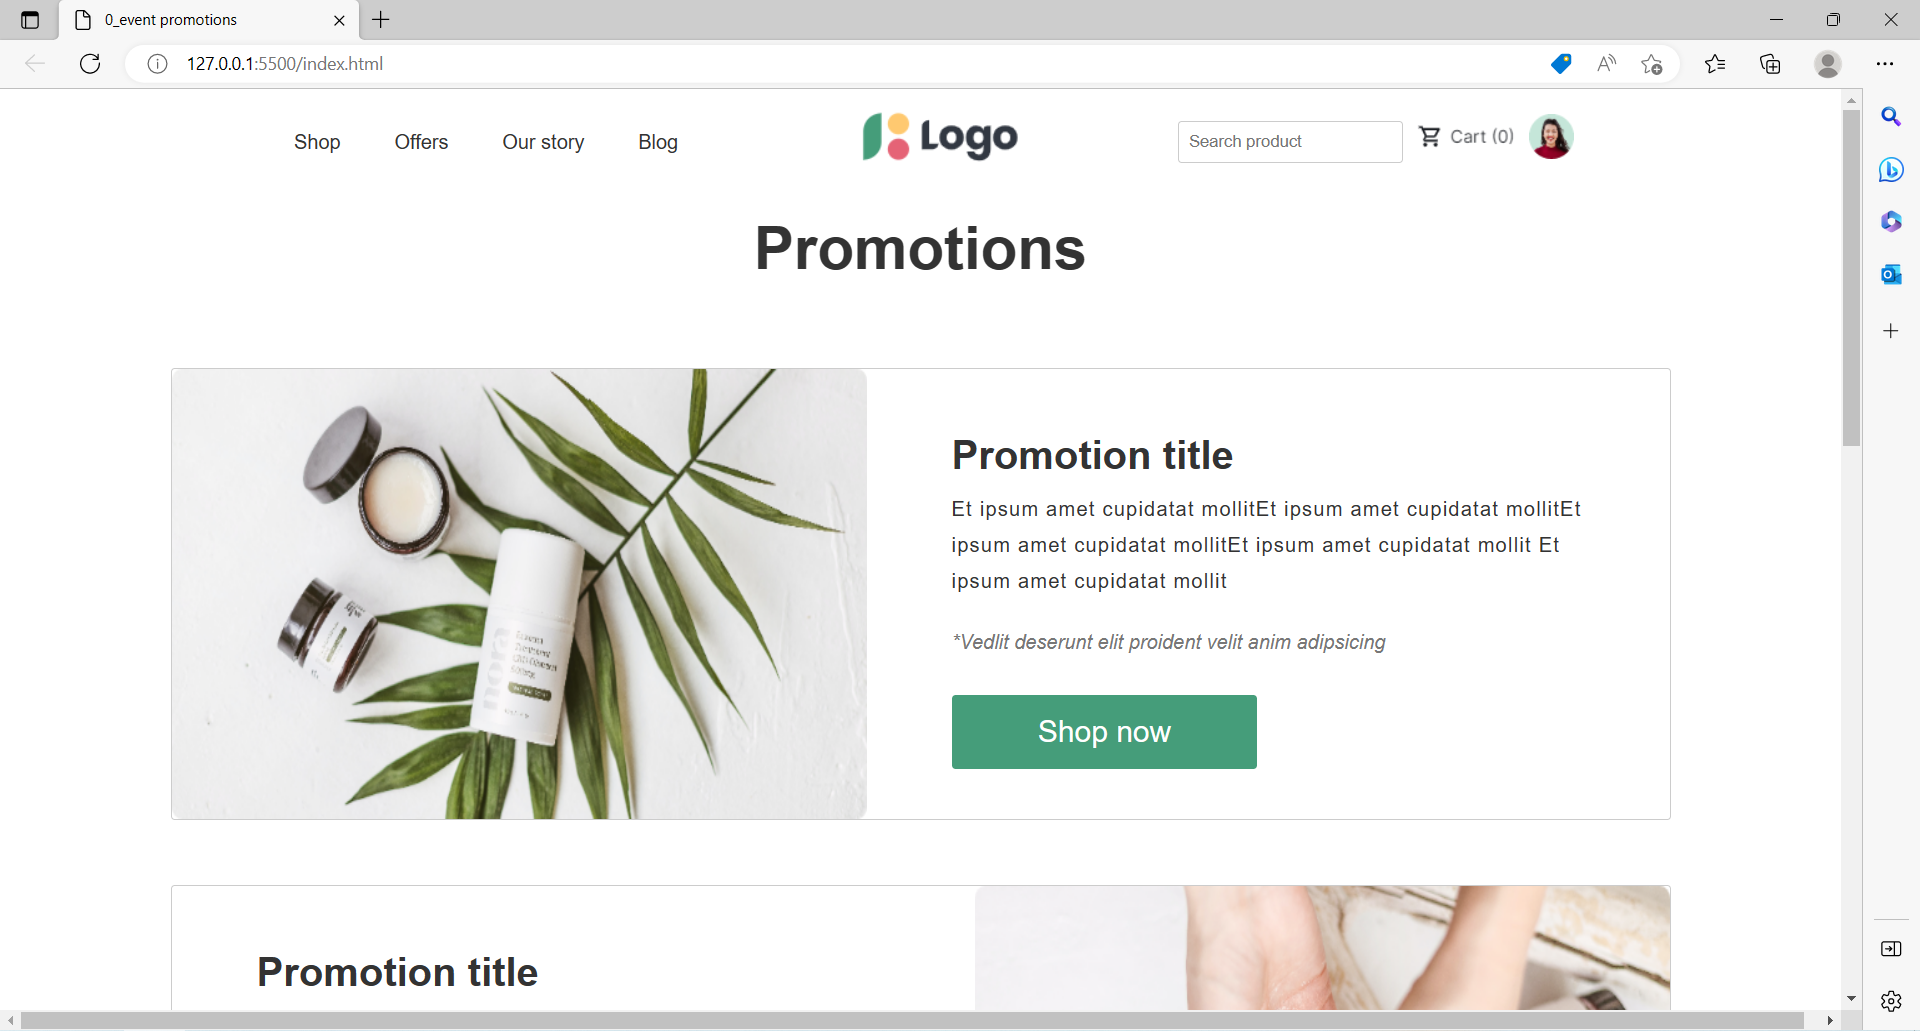 0_event promotions
127.0.0.1:5500/index.html
Shop
Offers
Our story
Blog
Logo
Search product
Cart (0)
Promotions
Promotion title
Et ipsum amet cupidatat mollitEt ipsum amet cupidatat mollitEt
ipsum amet cupidatat mollitEt ipsum amet cupidatat mollit Et
ipsum amet cupidatat mollit
*Vedlit deserunt elit proident velit anim adipsicing
Shop now
Promotion title